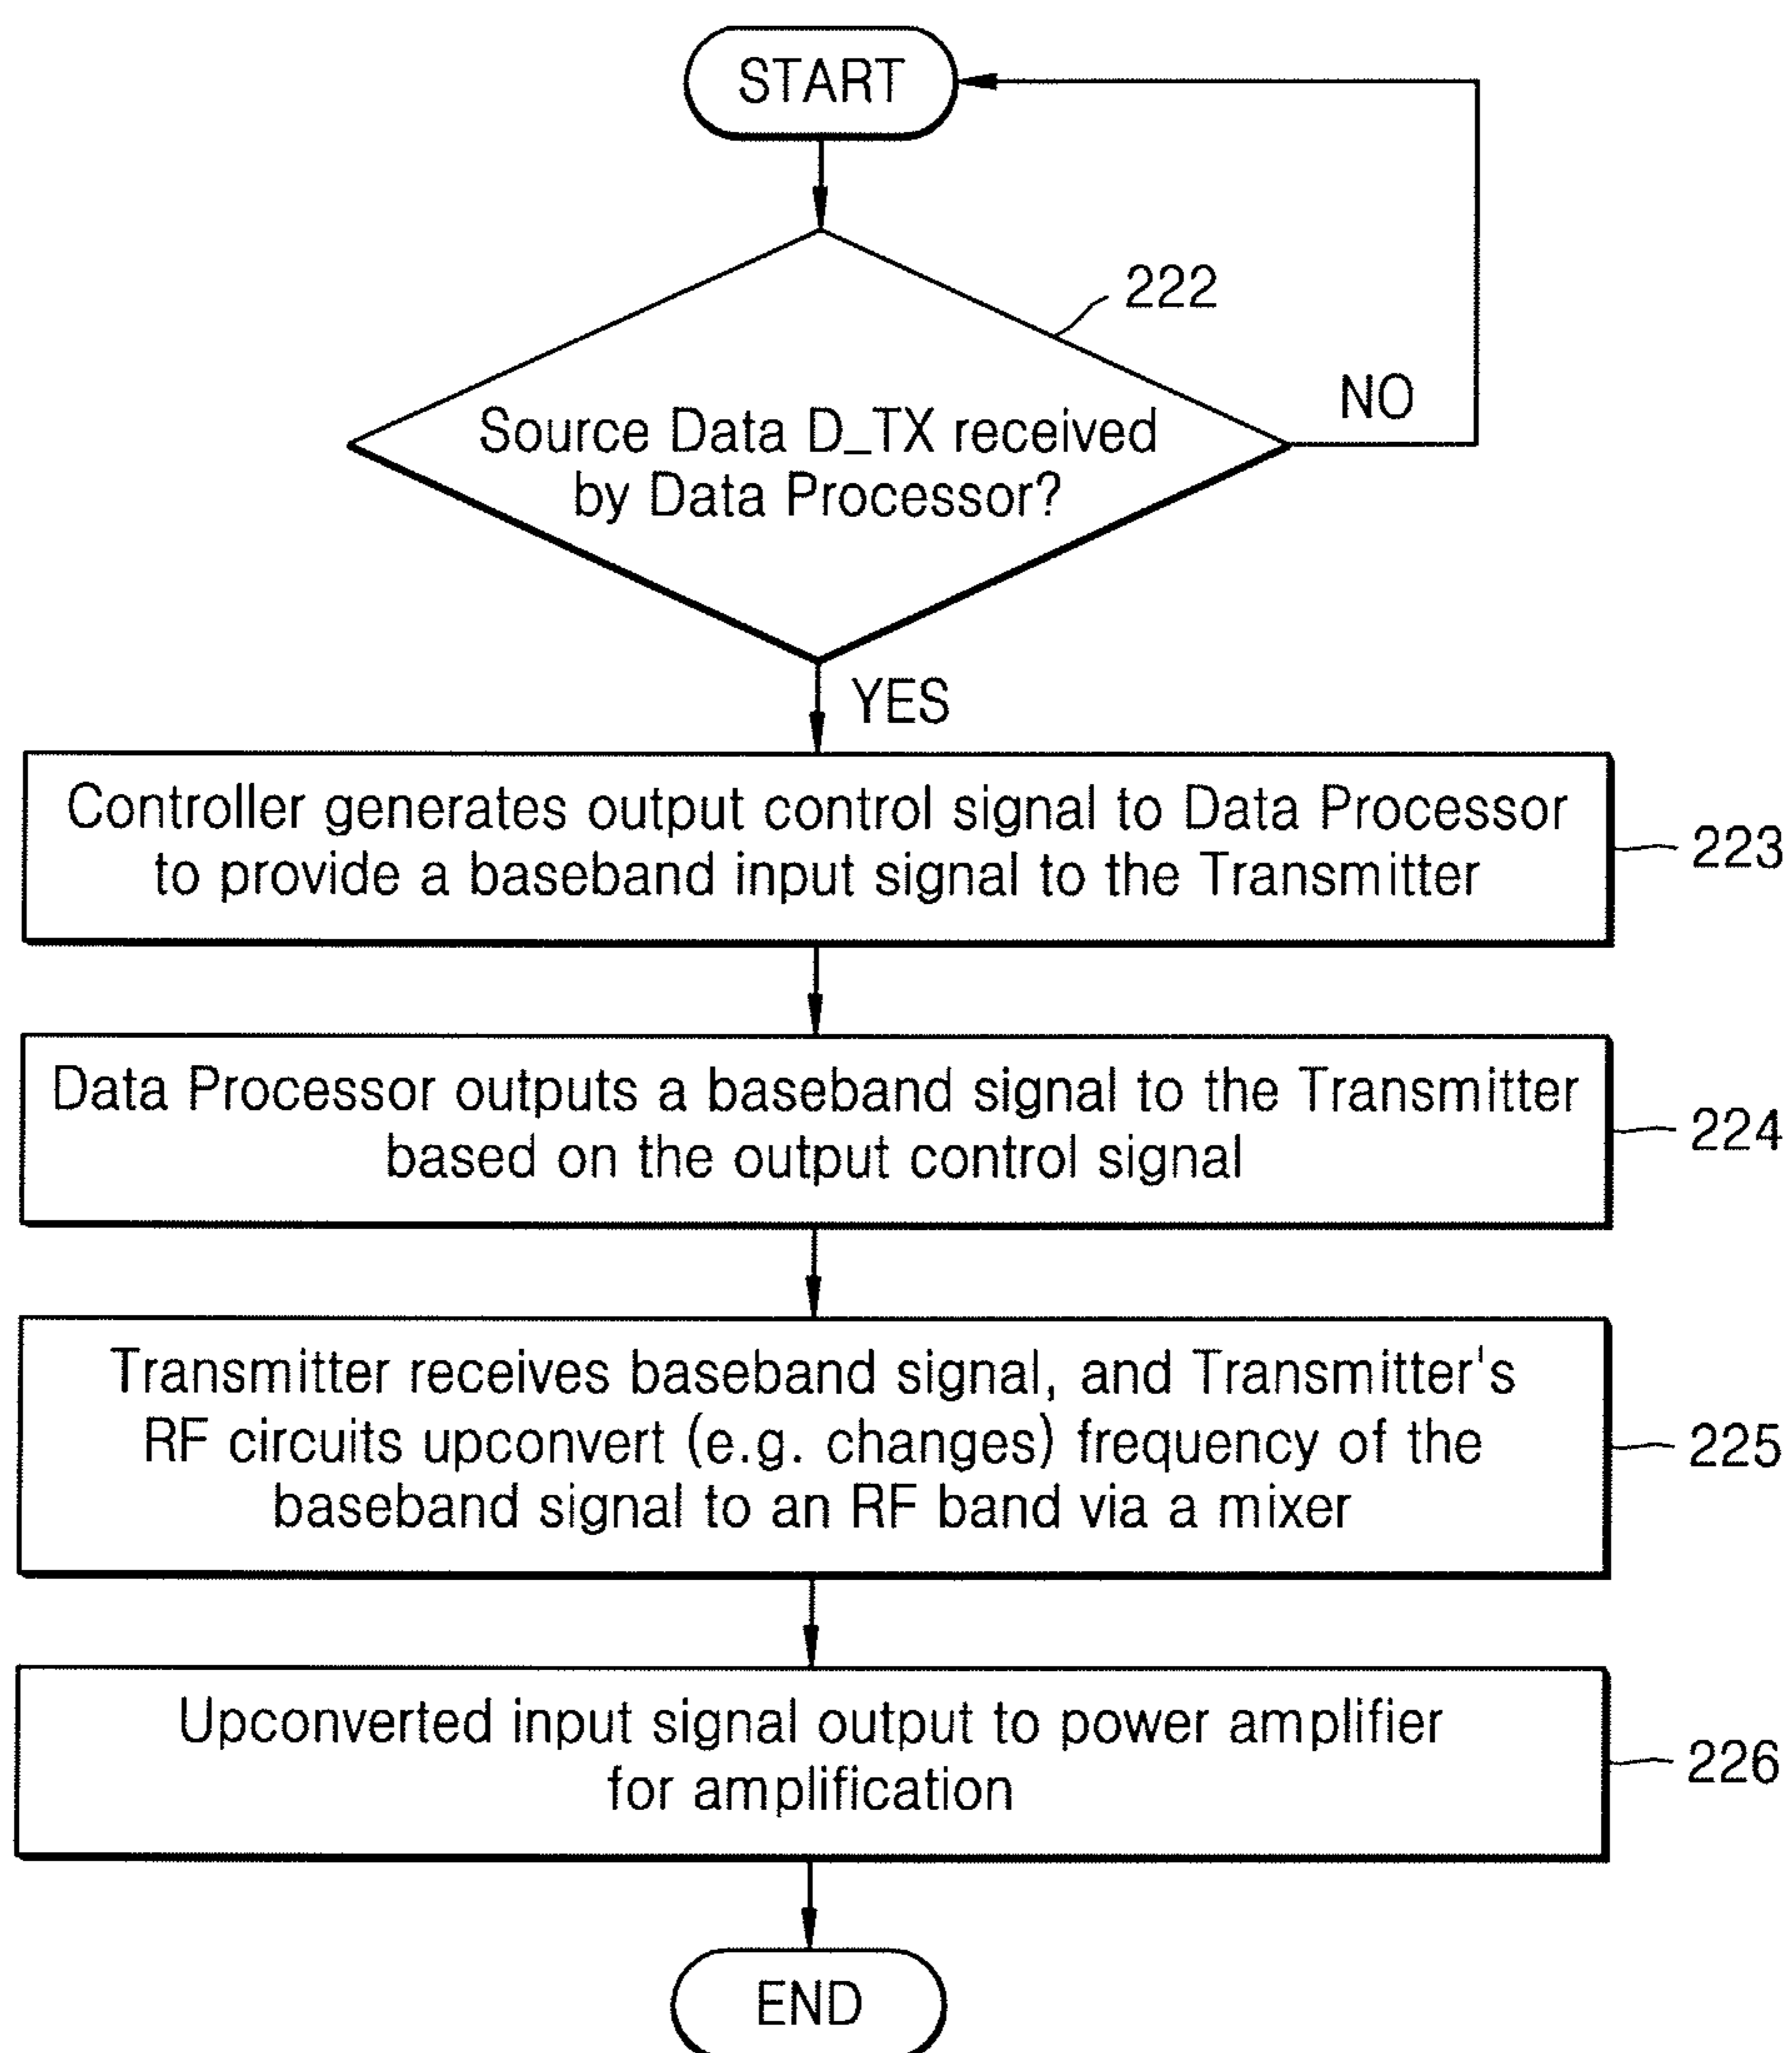 START
222
NO
Source Data D_TX received
by Data Processor?
YES
Controller generates output control signal to Data Processor
to provide a baseband input signal to the Transmitter
223
Data Processor outputs a baseband signal to the Transmitter
based on the output control signal
224
Transmitter receives baseband signal, and Transmitter's
RF circuits upconvert (e.g. changes) frequency of the
baseband signal to an RF band via a mixer
225
Upconverted input signal output to power amplifier
for amplification
226
END